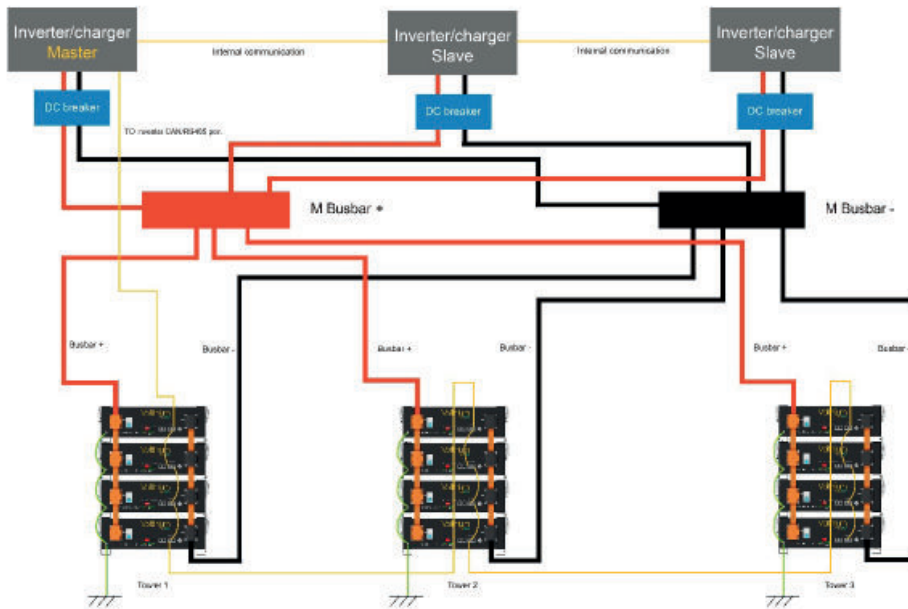 Inverter/charger
Master
Internal communication
Inverter/charger
Slave
Internal communication
Inverter/charger
Slave
DC breaker
DC breaker
DC breaker
TO inverter CAN/RS485 por.
M Busbar +
M Busbar -
Busbar +
Busbar -
Busbar +
Busbar -
Busbar +
Busbar -
Tower 1
Tower 2
Tower 3